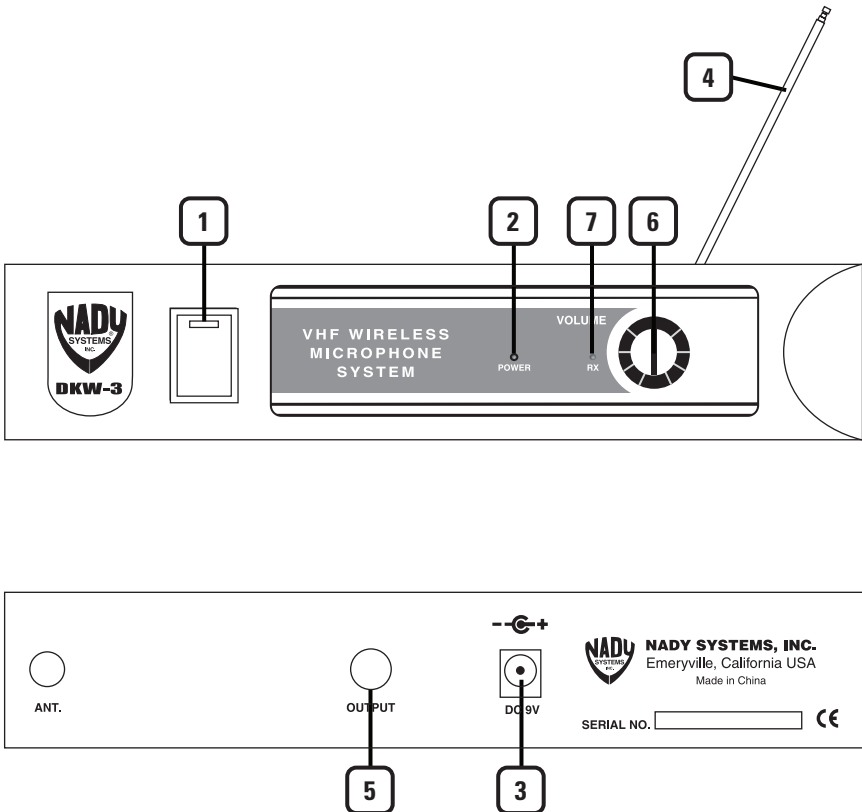 4
1
2
7
6
NADY
SYSTEMS®
INC.
DKW-3
VHF WIRELESS
MICROPHONE
SYSTEM
VOLUME
POWER
RX
- +
ANT.
OUTPUT
DC 9V
NADY
SYSTEMS
INC.
NADY SYSTEMS, INC.
Emeryville, California USA
Made in China
SERIAL NO.
CE
5
3